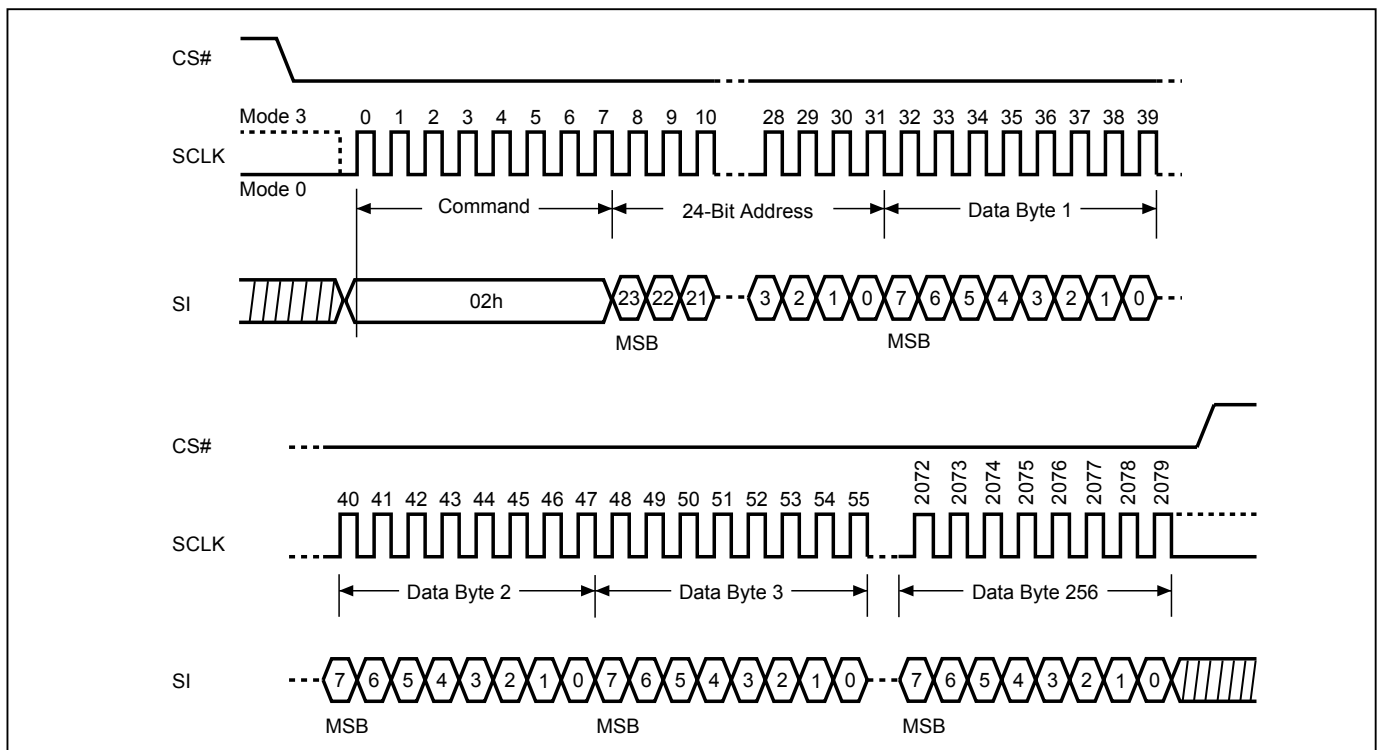 CS#
Mode 3
0 1 2 3 4 5 6 7 8 9 10 28 29 30 31 32 33 34 35 36 37 38 39
SCLK
Mode 0
Command 24-Bit Address Data Byte 1
SI 02h 23 22 21 3 2 1 0 7 6 5 4 3 2 1 0
MSB MSB
CS#
40 41 42 43 44 45 46 47 48 49 50 51 52 53 54 55 2072 2073 2074 2075 2076 2077 2078 2079
SCLK
Data Byte 2 Data Byte 3 Data Byte 256
SI 7 6 5 4 3 2 1 0 7 6 5 4 3 2 1 0 7 6 5 4 3 2 1 0
MSB MSB MSB